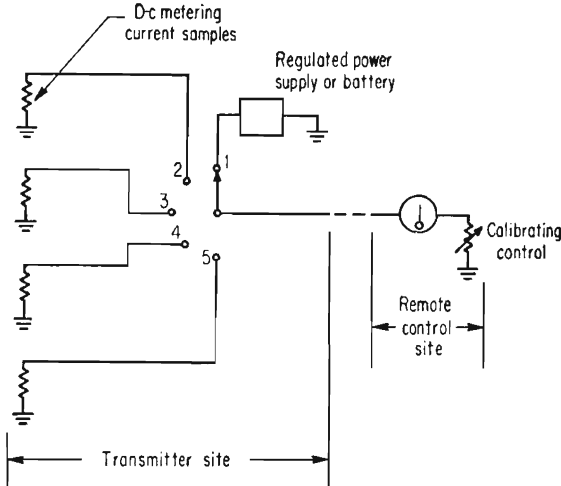 D-c metering
current samples
Regulated power
supply or battery
1
2
3
4
5
Calibrating
control
Remote
control
site
Transmitter site